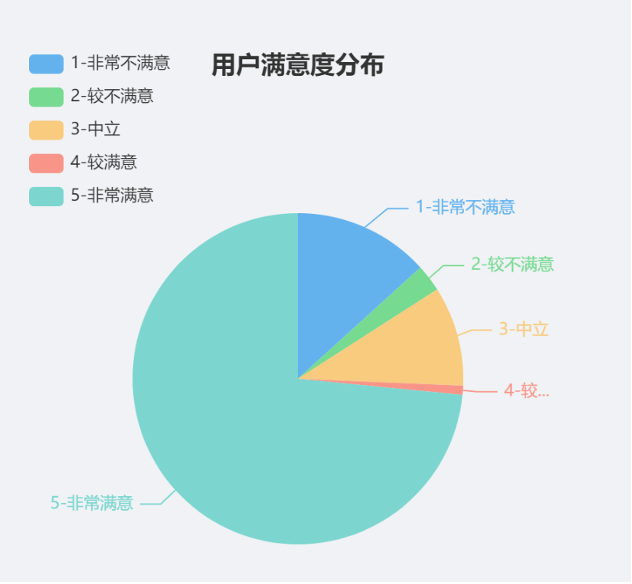 用户满意度分布
1-非常不满意
2-较不满意
3-中立
4-较满意
5-非常满意
1-非常不满意
2-较不满意
3-中立
4-较...
5-非常满意